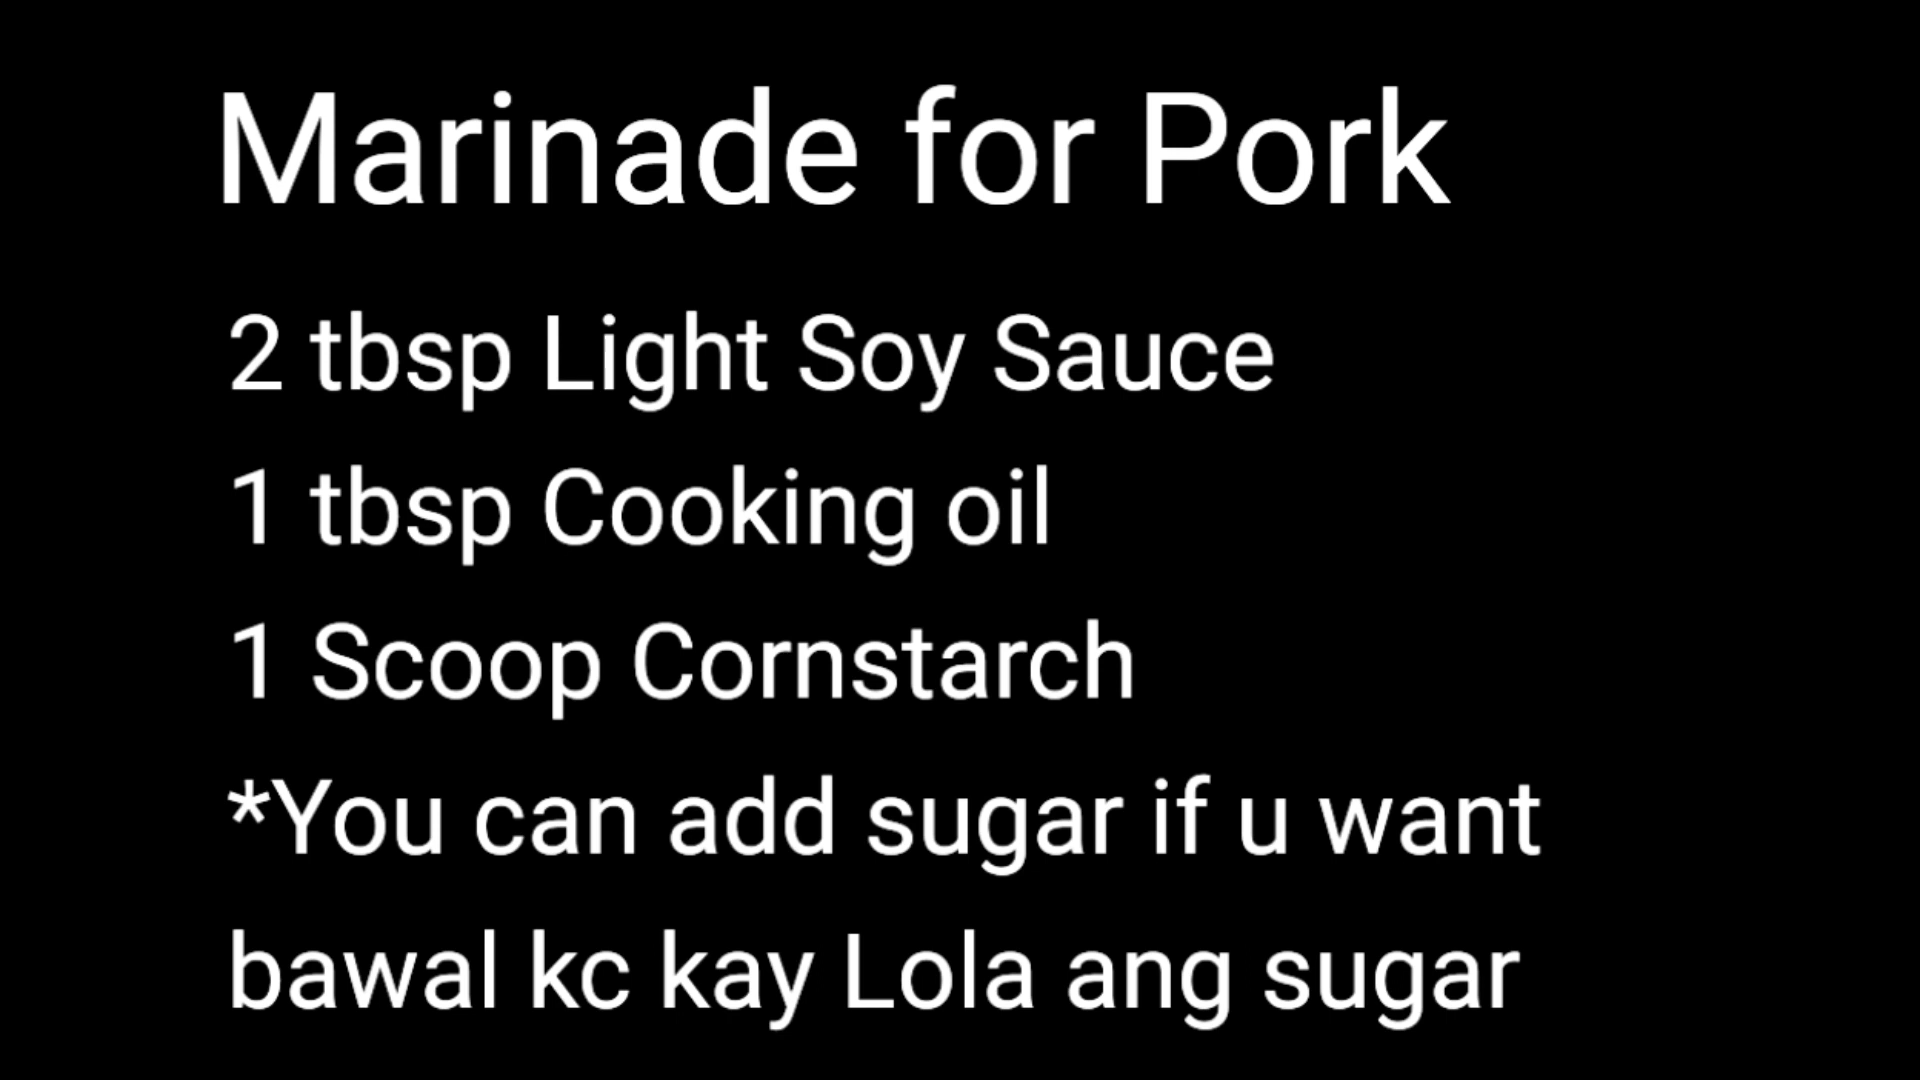 Marinade for Pork
2 tbsp Light Soy Sauce
1 tbsp Cooking oil
1 Scoop Cornstarch
*You can add sugar if u want
bawal kc kay Lola ang sugar